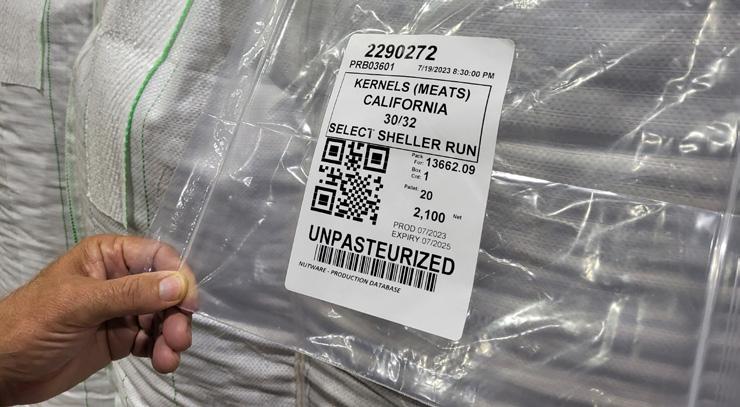 2290272
PRB03601 7/19/2023 8:30:00 PM
KERNELS (MEATS)
CALIFORNIA
30/32
SELECT SHELLER RUN
Pack For: 13662.09
Box Cnt: 1
Pallet: 20
2,100 Net
PROD 07/2023
EXPIRY 07/2025
UNPASTEURIZED
NUTWARE - PRODUCTION DATABASE